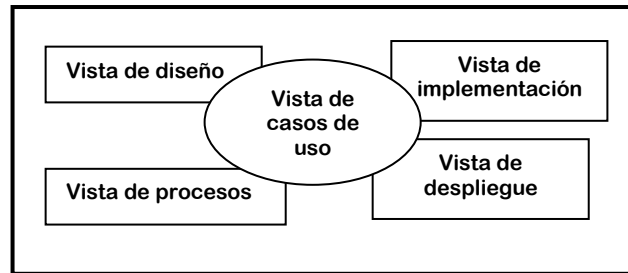 Vista de diseño
Vista de
implementación
Vista de
casos de
uso
Vista de procesos
Vista de
despliegue